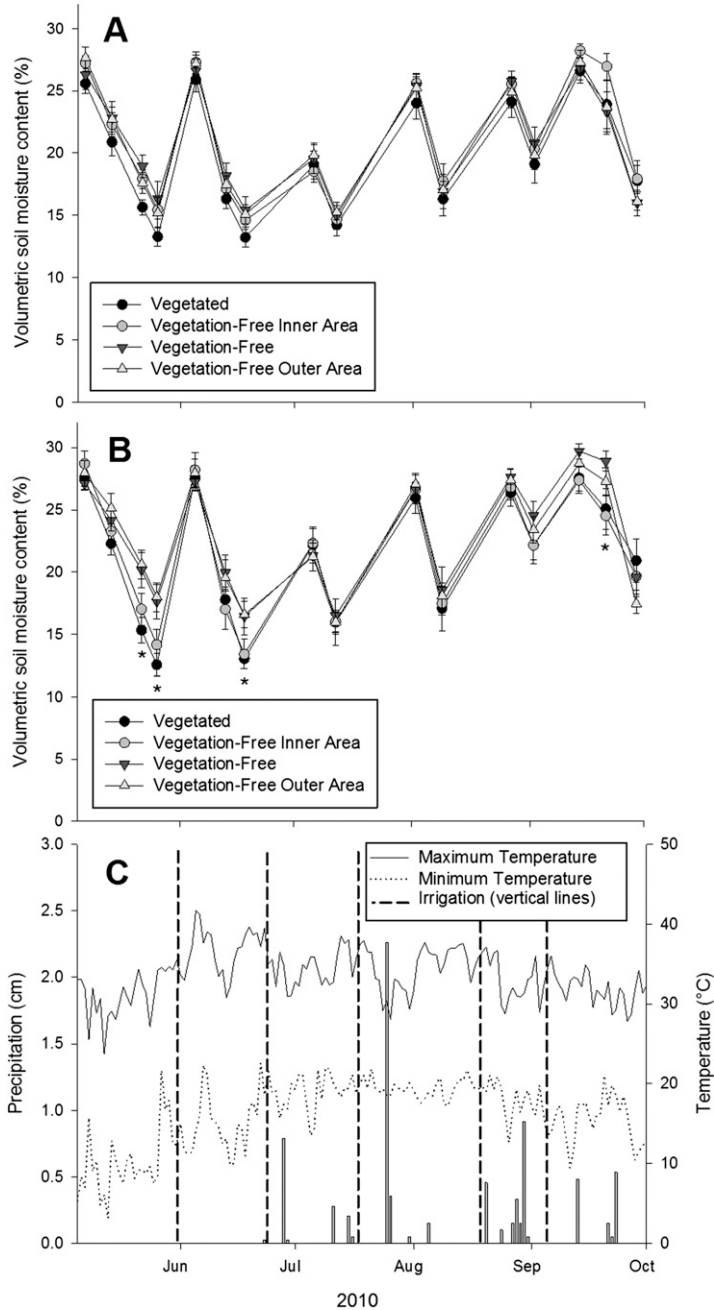 A
Volumetric soil moisture content (%)
30
25
20
15
10
5
0
Vegetated
Vegetation-Free Inner Area
Vegetation-Free
Vegetation-Free Outer Area
B
Volumetric soil moisture content (%)
30
25
20
15
10
5
0
*
*
*
*
Vegetated
Vegetation-Free Inner Area
Vegetation-Free
Vegetation-Free Outer Area
C
Precipitation (cm)
3.0
2.5
2.0
1.5
1.0
0.5
0.0
Maximum Temperature
Minimum Temperature
Irrigation (vertical lines)
50
40
30
20
10
0
Temperature (°C)
Jun
Jul
Aug
Sep
Oct
2010